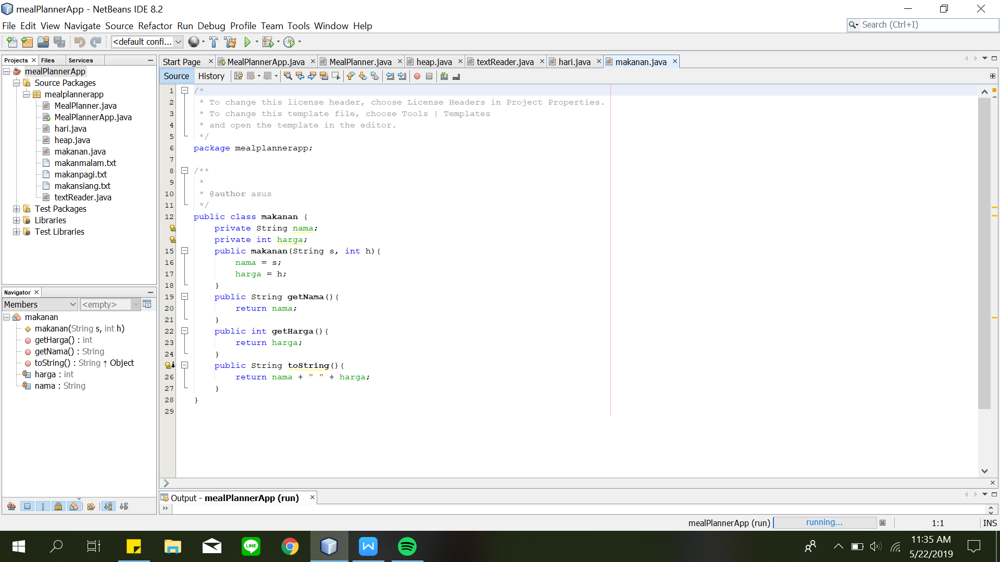 mealPlannerApp - NetBeans IDE 8.2
File Edit View Navigate Source Refactor Run Debug Profile Team Tools Window Help
Search (Ctrl+I)
<default confi...
Projects Files Services
mealPlannerApp
Source Packages
mealplannerapp
MealPlanner.java
MealPlannerApp.java
hari.java
heap.java
makanan.java
makanmalam.txt
makanpagi.txt
makansiang.txt
textReader.java
Test Packages
Libraries
Test Libraries
Navigator
Members <empty>
makanan
makanan(String s, int h)
getHarga() : int
getNama() : String
toString() : String ↑ Object
harga : int
nama : String
Start Page MealPlannerApp.java MealPlanner.java heap.java textReader.java hari.java makanan.java
Source History
1 /*
2 * To change this license header, choose License Headers in Project Properties.
3 * To change this template file, choose Tools | Templates
4 * and open the template in the editor.
5 */
6 package mealplannerapp;
7
8 /**
9 *
10 * @author asus
11 */
12 public class makanan {
private String nama;
private int harga;
15 public makanan(String s, int h){
16 nama = s;
17 harga = h;
18 }
19 public String getNama(){
20 return nama;
21 }
22 public int getHarga(){
23 return harga;
24 }
public String toString(){
26 return nama + " " + harga;
27 }
28 }
29
Output - mealPlannerApp (run)
mealPlannerApp (run) running... 1:1 INS
LINE
W
11:35 AM
5/22/2019